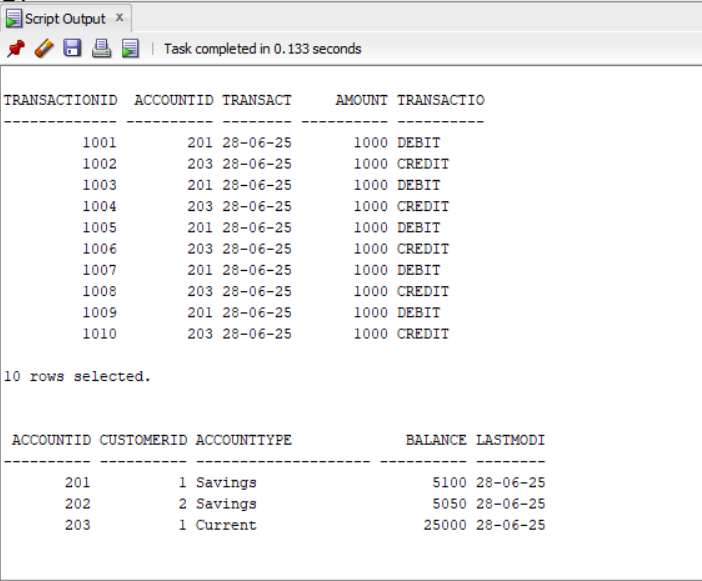 Script Output x
Task completed in 0.133 seconds
TRANSACTIONID  ACCOUNTID TRANSACT     AMOUNT TRANSACTIO
------------- ---------- -------- ---------- ----------
         1001        201 28-06-25       1000 DEBIT
         1002        203 28-06-25       1000 CREDIT
         1003        201 28-06-25       1000 DEBIT
         1004        203 28-06-25       1000 CREDIT
         1005        201 28-06-25       1000 DEBIT
         1006        203 28-06-25       1000 CREDIT
         1007        201 28-06-25       1000 DEBIT
         1008        203 28-06-25       1000 CREDIT
         1009        201 28-06-25       1000 DEBIT
         1010        203 28-06-25       1000 CREDIT
10 rows selected.
 ACCOUNTID CUSTOMERID ACCOUNTTYPE             BALANCE LASTMODI
---------- ---------- -------------------- ---------- --------
       201          1 Savings                    5100 28-06-25
       202          2 Savings                    5050 28-06-25
       203          1 Current                   25000 28-06-25